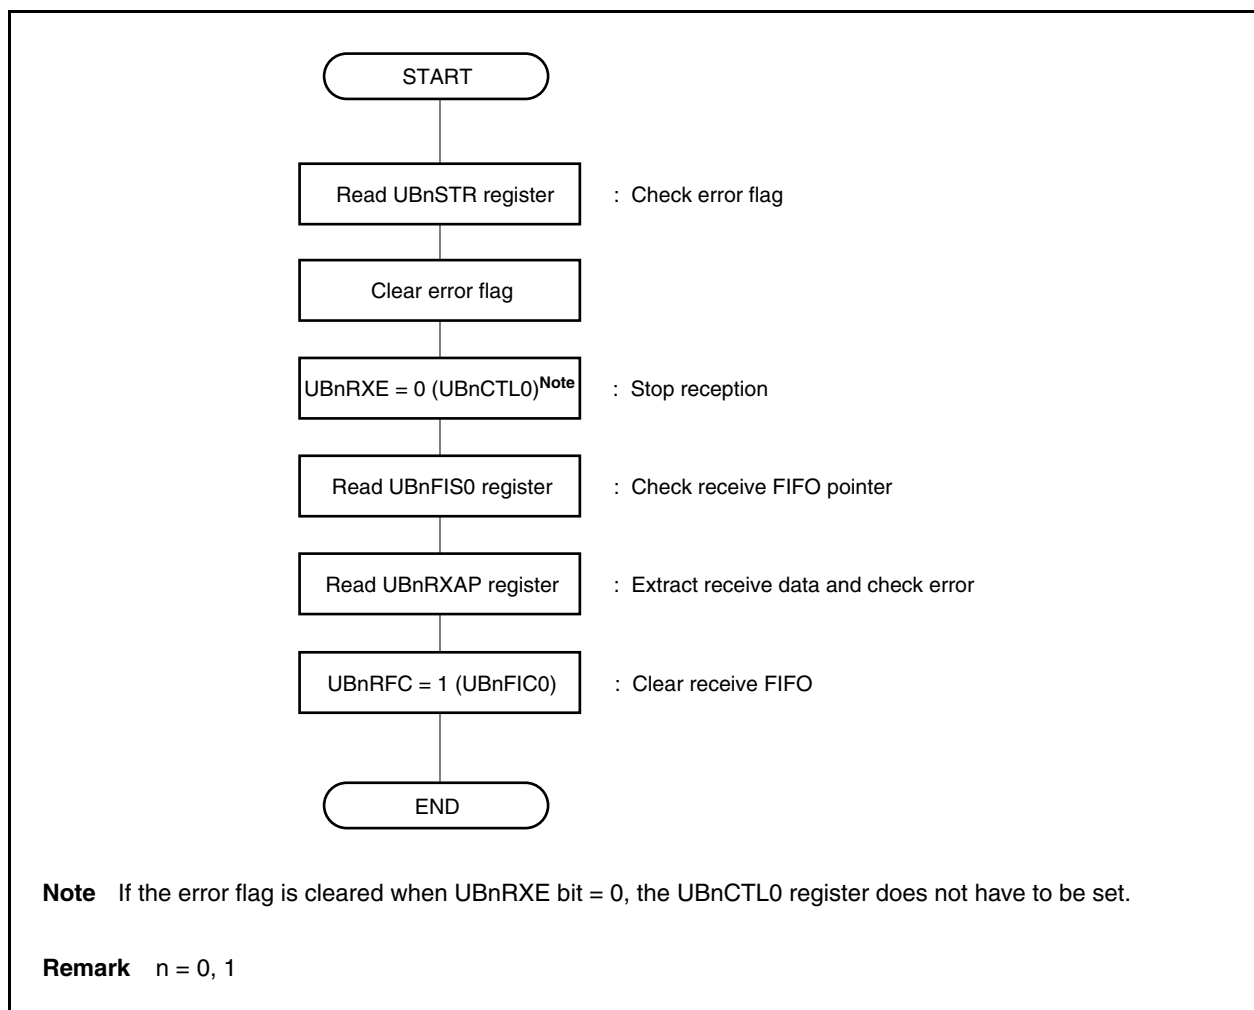 START
Read UBnSTR register : Check error flag
Clear error flag
UBnRXE = 0 (UBnCTL0)Note : Stop reception
Read UBnFIS0 register : Check receive FIFO pointer
Read UBnRXAP register : Extract receive data and check error
UBnRFC = 1 (UBnFIC0) : Clear receive FIFO
END
Note If the error flag is cleared when UBnRXE bit = 0, the UBnCTL0 register does not have to be set.
Remark n = 0, 1